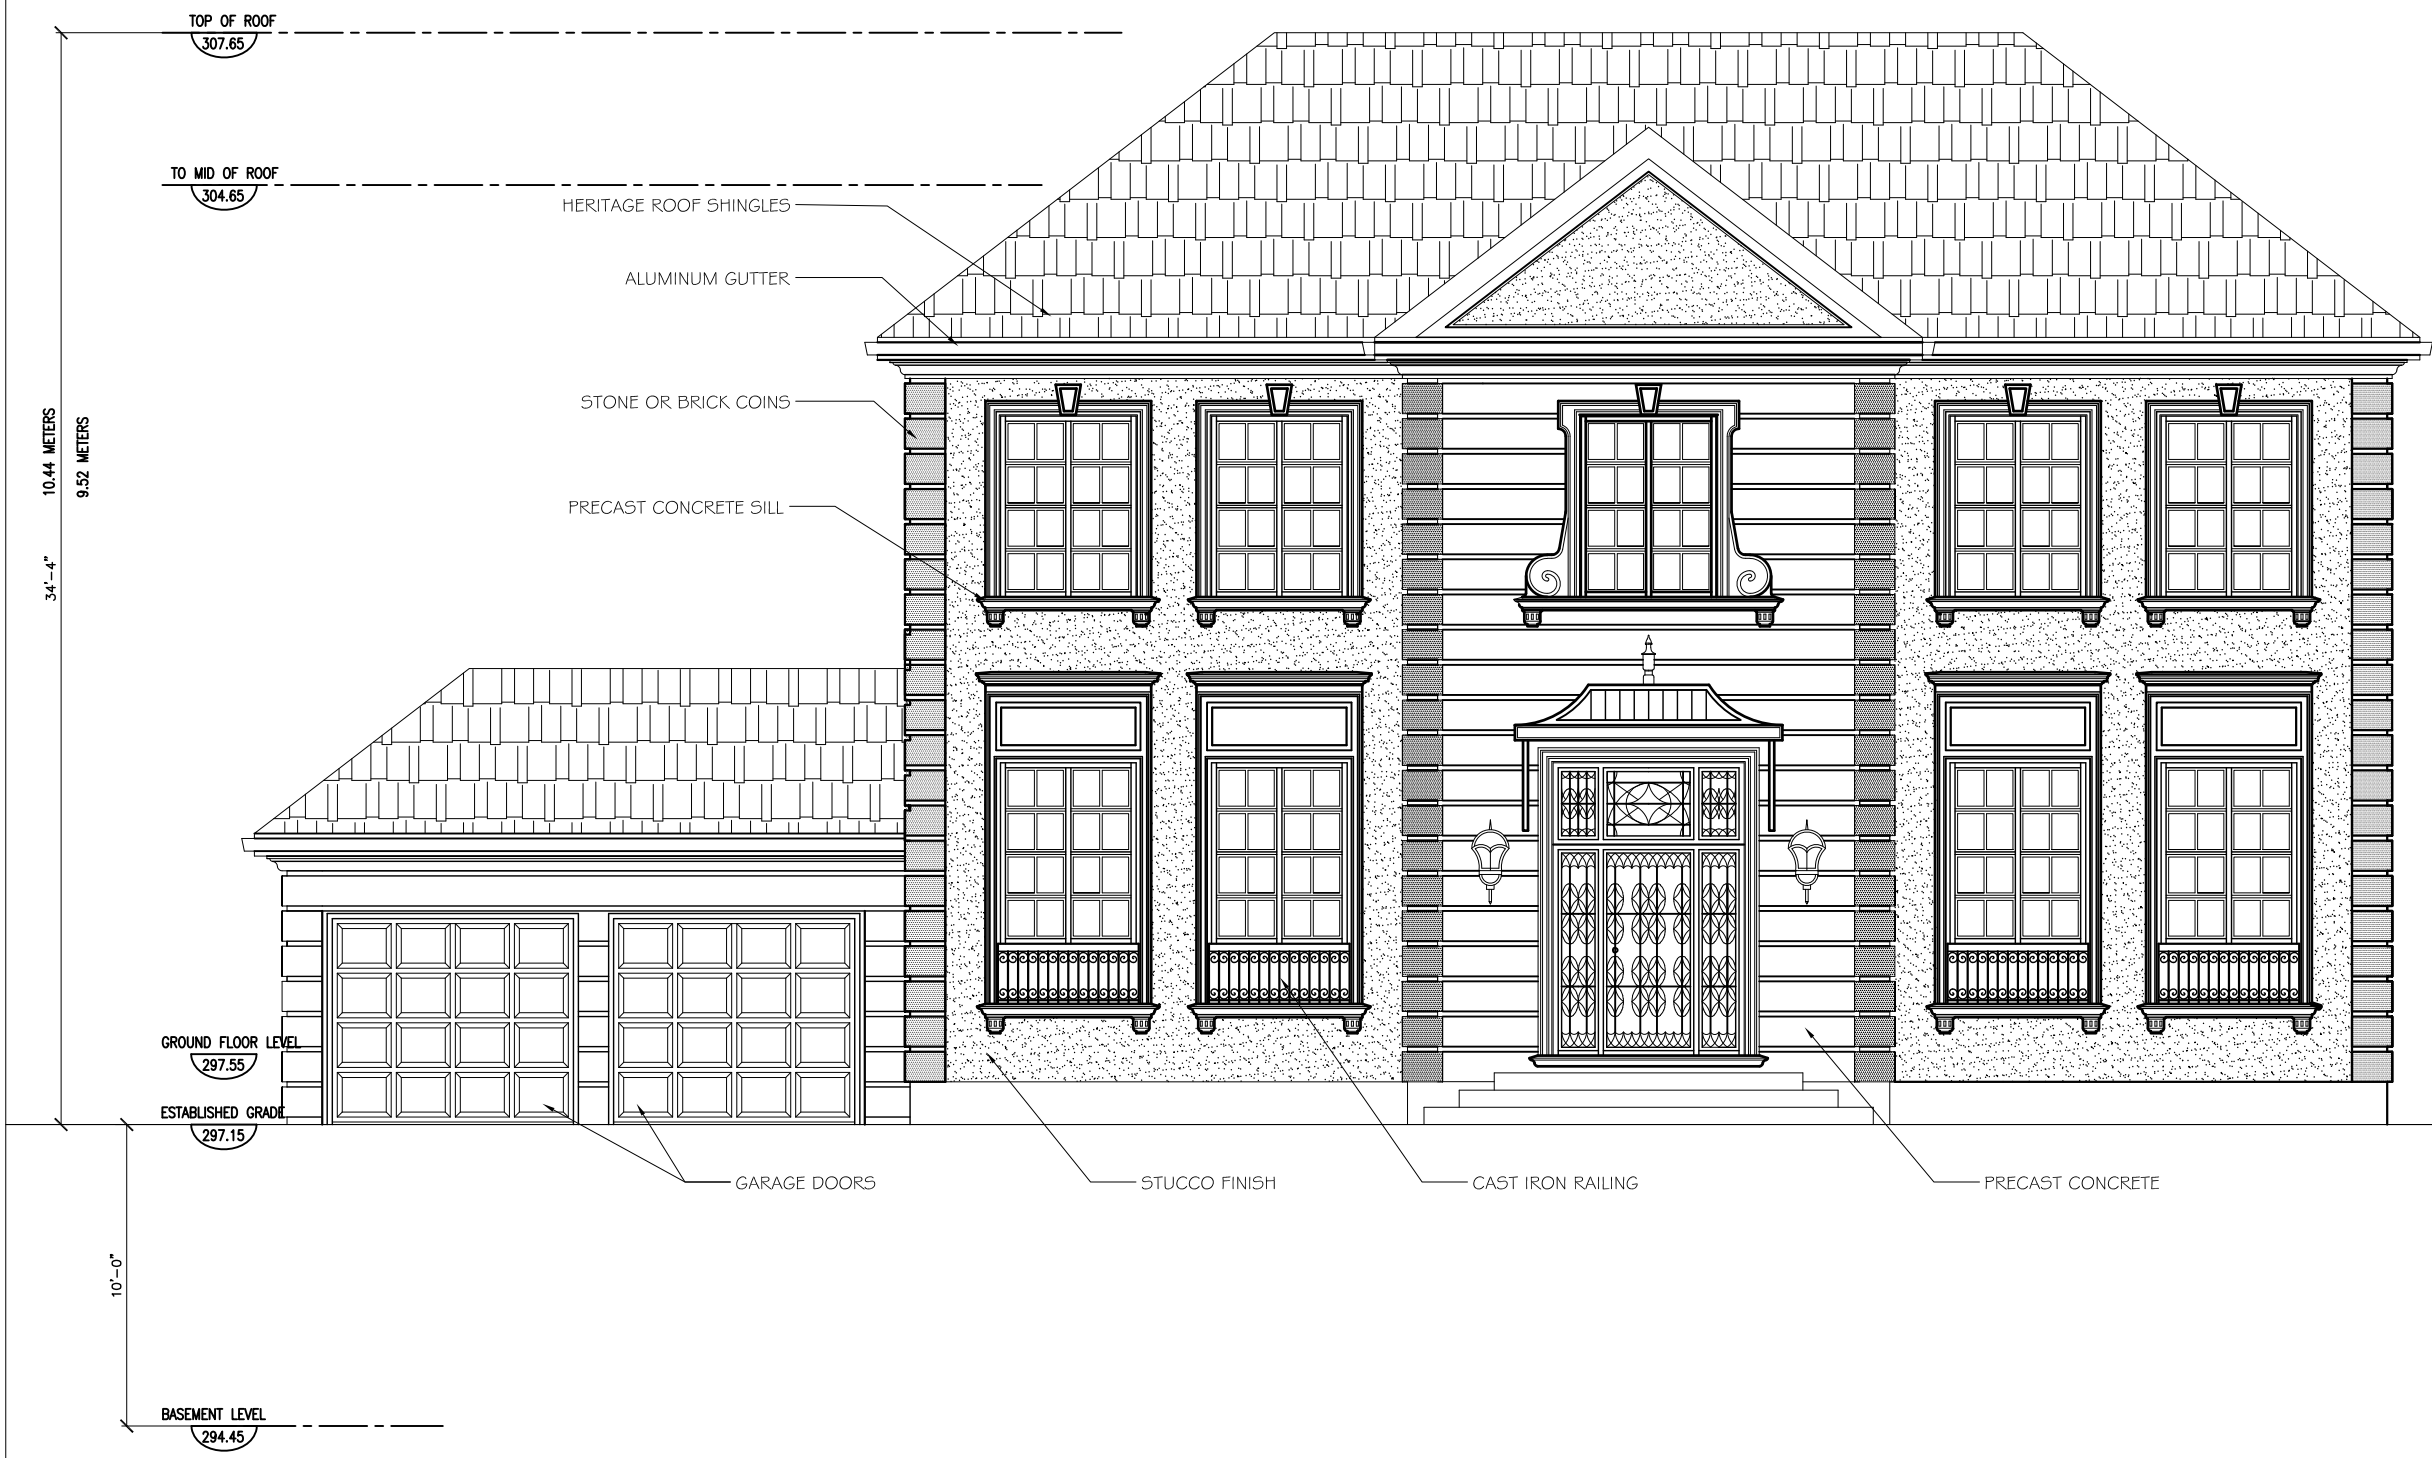 TOP OF ROOF
307.65
TO MID OF ROOF
304.65
HERITAGE ROOF SHINGLES
ALUMINUM GUTTER
STONE OR BRICK COINS
PRECAST CONCRETE SILL
10.44 METERS
9.52 METERS
34'-4"
GROUND FLOOR LEVEL
297.55
ESTABLISHED GRADE
297.15
GARAGE DOORS
STUCCO FINISH
CAST IRON RAILING
PRECAST CONCRETE
10'-0"
BASEMENT LEVEL
294.45